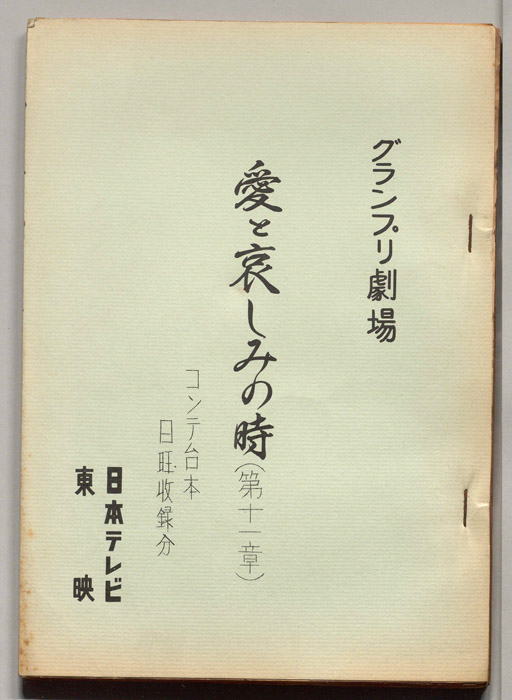 グランプリ劇場
愛と哀しみの時(第十一章)
コンテ台本
日旺收録分
日本テレビ
東映